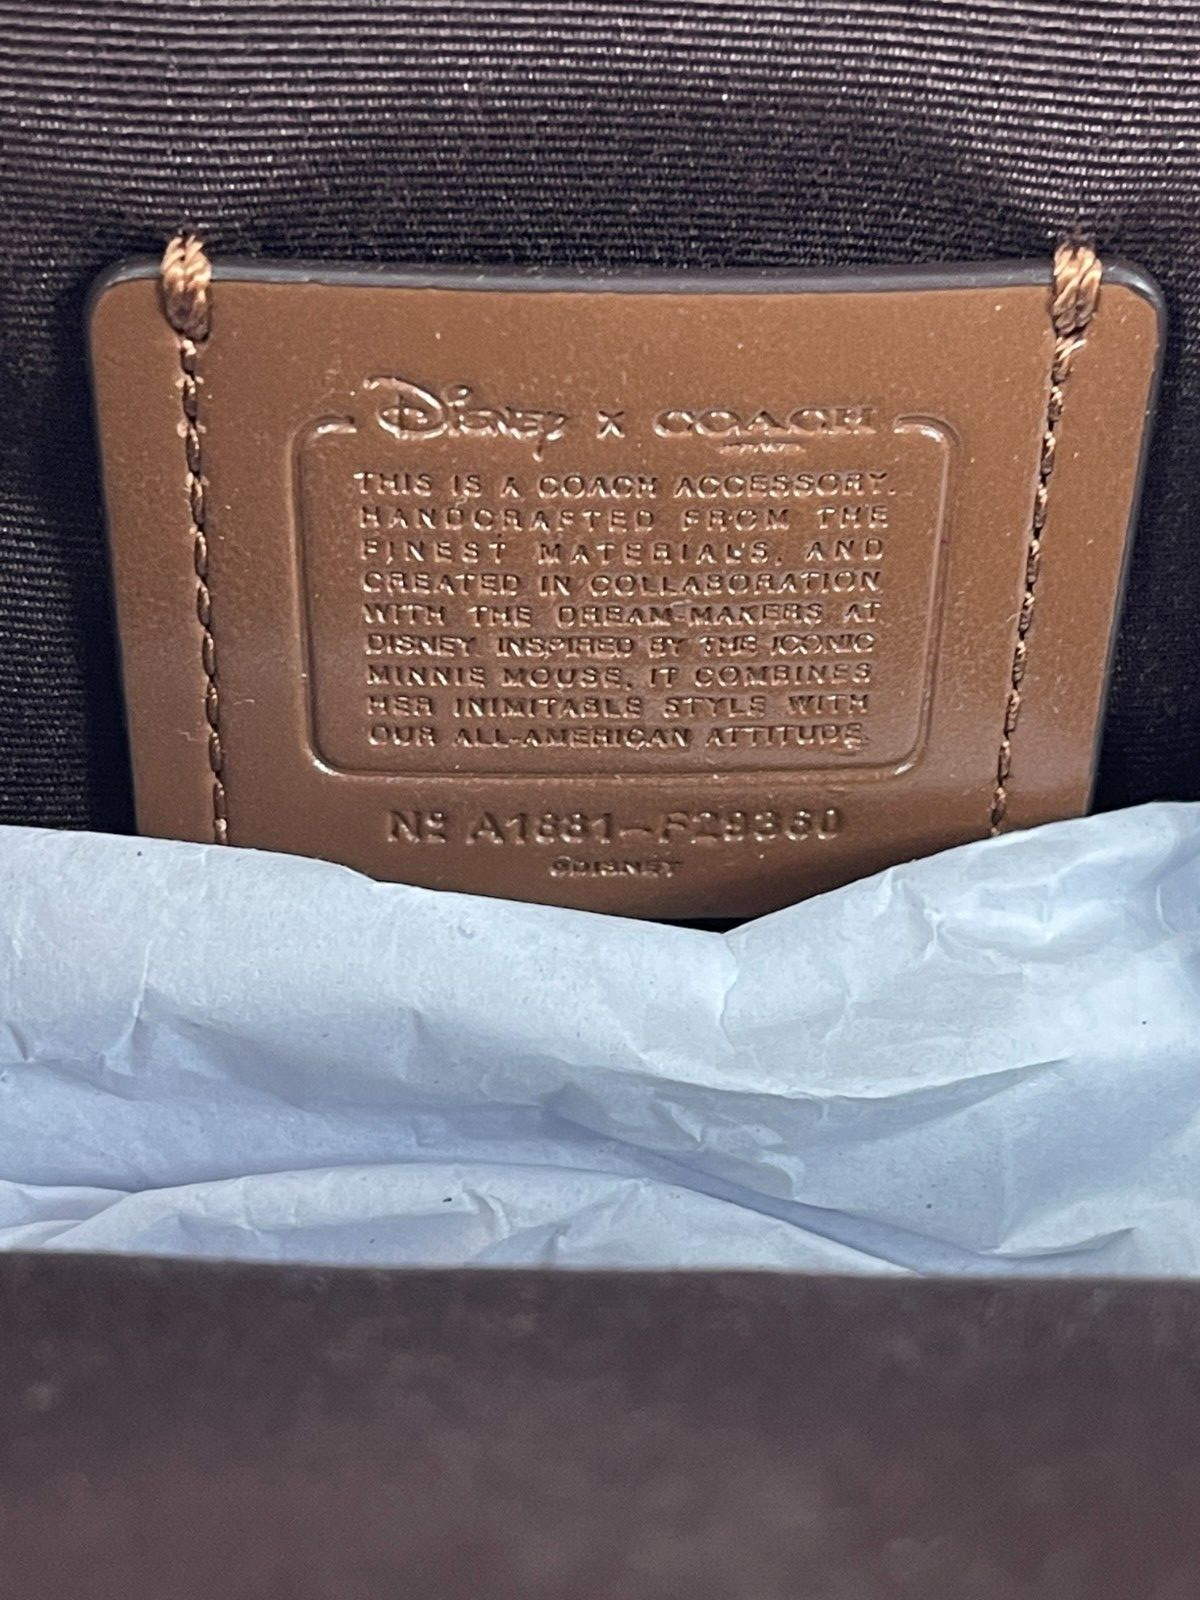 Disney x COACH
THIS IS A COACH ACCESSORY,
HANDCRAFTED FROM THE
FINEST MATERIALS, AND
CREATED IN COLLABORATION
WITH THE DREAM-MAKERS AT
DISNEY. INSPIRED BY THE ICONIC
MINNIE MOUSE, IT COMBINES
HER INIMITABLE STYLE WITH
OUR ALL-AMERICAN ATTITUDE.
Nº A1881-F29360
©DISNEY